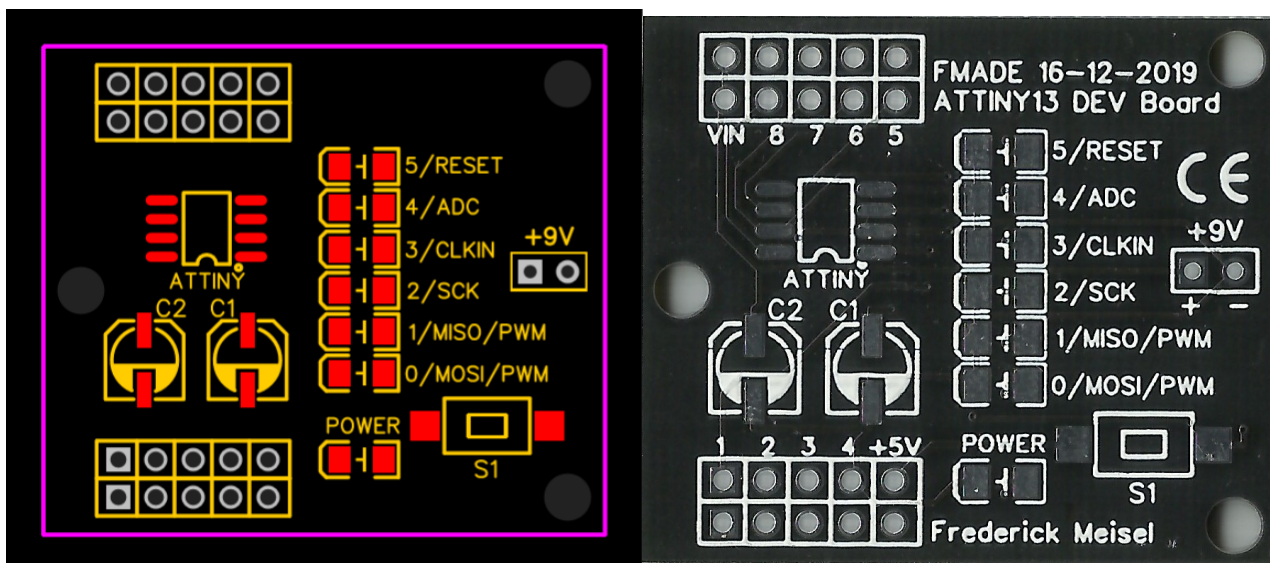 5/RESET
4/ADC
3/CLKIN
+9V
ATTINY
2/SCK
C2 C1
1/MISO/PWM
0/MOSI/PWM
POWER
S1
FMADE 16-12-2019
ATTINY13 DEV Board
VIN 8 7 6 5
5/RESET
CE
4/ADC
+9V
3/CLKIN
ATTINY
2/SCK
+ -
C2 C1
1/MISO/PWM
0/MOSI/PWM
1 2 3 4 +5V
POWER
S1
Frederick Meisel